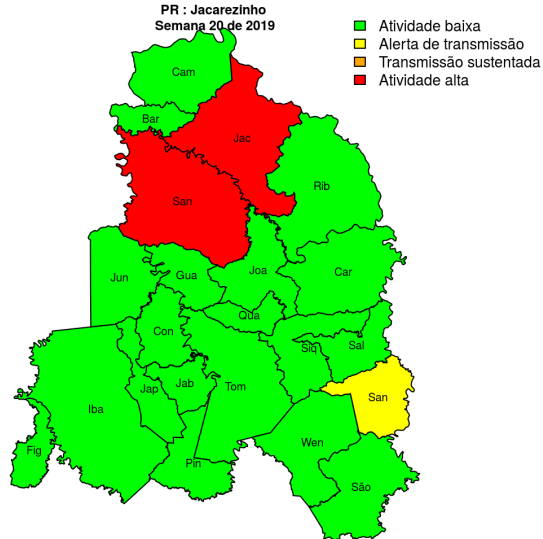 PR : Jacarezinho
Semana 20 de 2019
Atividade baixa
Alerta de transmissão
Transmissão sustentada
Atividade alta
Cam
Bar
Jac
Rib
San
Jun
Gua
Joa
Car
Qua
Con
Siq
Sal
Jap
Jab
Tom
San
Iba
Wen
Fig
Pin
São